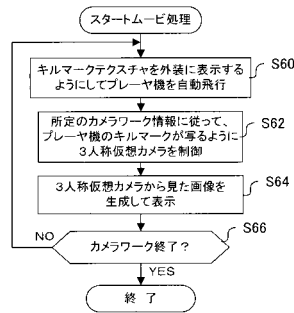 スタートムービ処理
S60
キルマークテクスチャを外装に表示する
ようにしてプレーヤ機を自動飛行
S62
所定のカメラワーク情報に従って、
プレーヤ機のキルマークが写るように
3人称仮想カメラを制御
S64
3人称仮想カメラから見た画像を
生成して表示
S66
NO
カメラワーク終了?
YES
終了